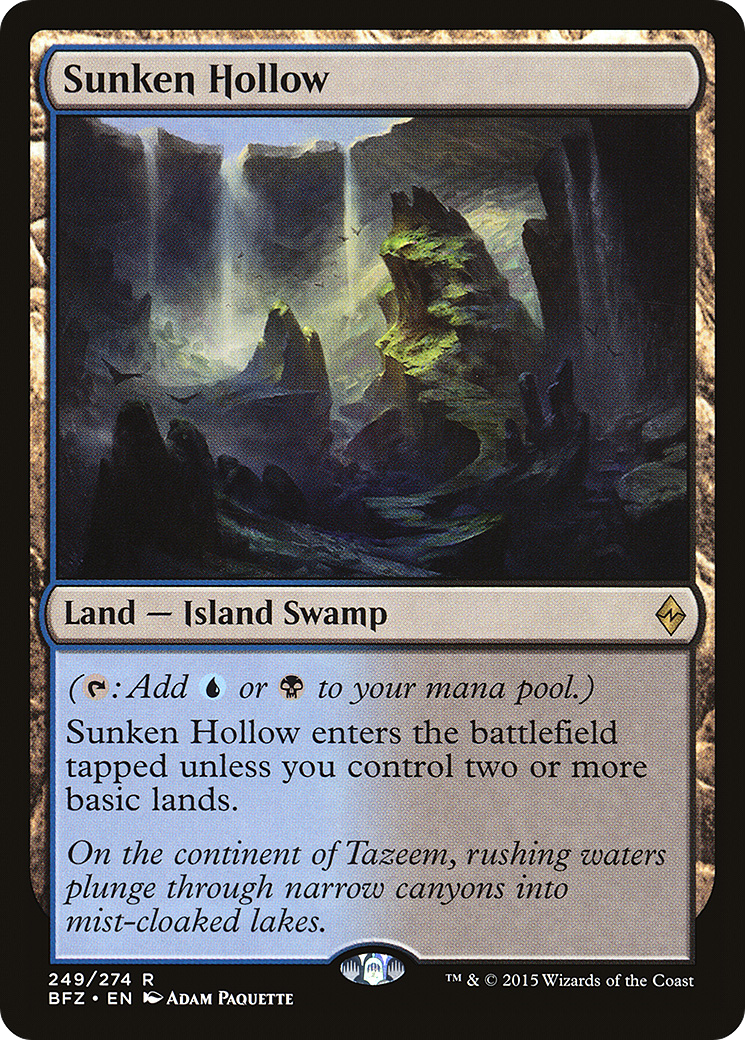 Sunken Hollow
Land — Island Swamp
(: Add or to your mana pool.)
Sunken Hollow enters the battlefield
tapped unless you control two or more
basic lands.
On the continent of Tazeem, rushing waters
plunge through narrow canyons into
mist-cloaked lakes.
249/274 R
BFZ • EN Adam Paquette
™ & © 2015 Wizards of the Coast